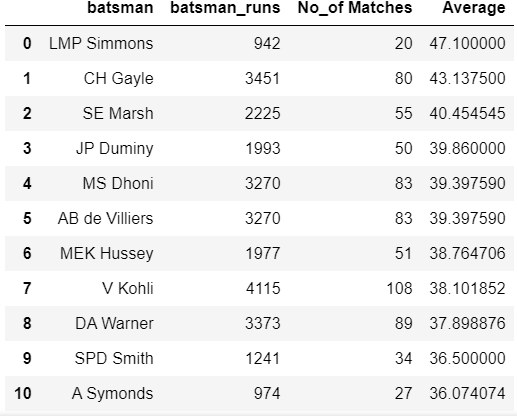 batsman batsman_runs No_of Matches Average
0 LMP Simmons 942 20 47.100000
1 CH Gayle 3451 80 43.137500
2 SE Marsh 2225 55 40.454545
3 JP Duminy 1993 50 39.860000
4 MS Dhoni 3270 83 39.397590
5 AB de Villiers 3270 83 39.397590
6 MEK Hussey 1977 51 38.764706
7 V Kohli 4115 108 38.101852
8 DA Warner 3373 89 37.898876
9 SPD Smith 1241 34 36.500000
10 A Symonds 974 27 36.074074